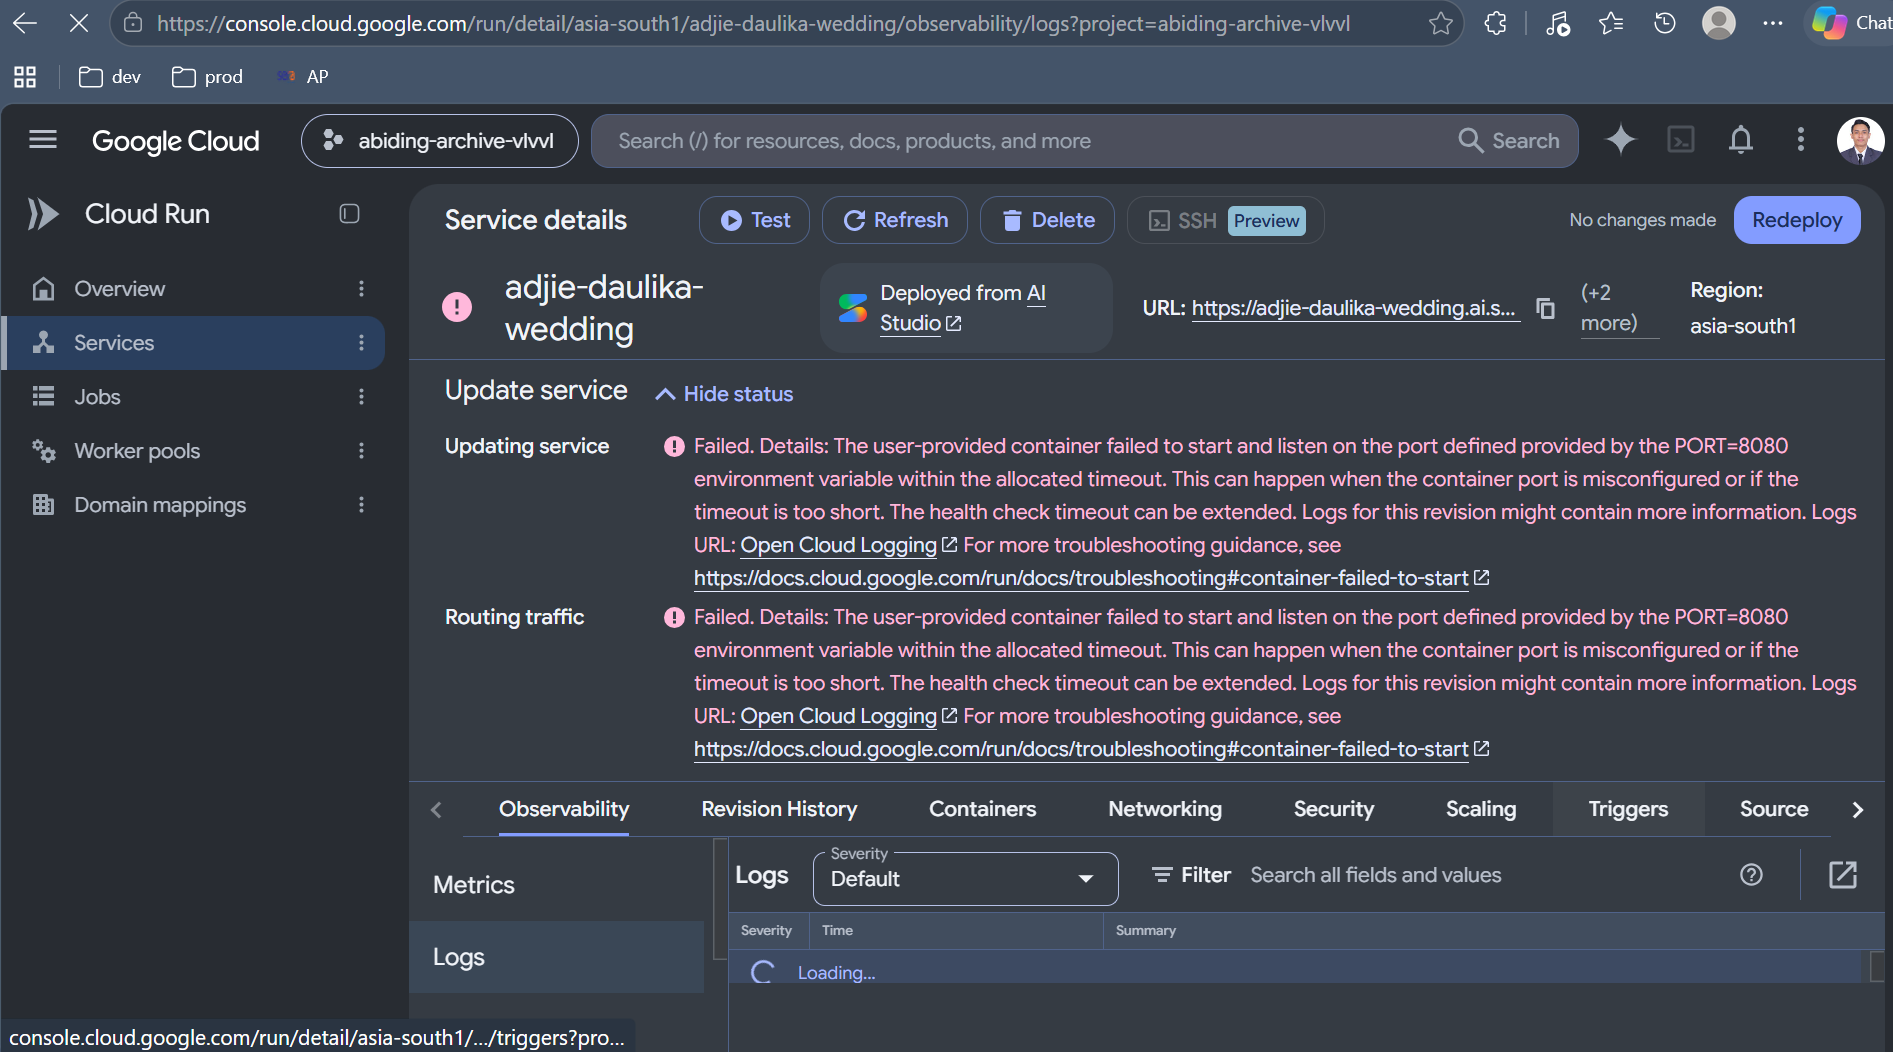 https://console.cloud.google.com/run/detail/asia-south1/adjie-daulika-wedding/observability/logs?project=abiding-archive-vlvvl
Chat
dev
prod
AP
Google Cloud
abiding-archive-vlvvl
Search (/) for resources, docs, products, and more
Search
Cloud Run
Overview
Services
Jobs
Worker pools
Domain mappings
Service details
Test
Refresh
Delete
SSH
Preview
No changes made
Redeploy
adjie-daulika-
wedding
Deployed from AI
Studio
URL: https://adjie-daulika-wedding.ai.s...
(+2
more)
Region:
asia-south1
Update service
Hide status
Updating service
Failed. Details: The user-provided container failed to start and listen on the port defined provided by the PORT=8080
environment variable within the allocated timeout. This can happen when the container port is misconfigured or if the
timeout is too short. The health check timeout can be extended. Logs for this revision might contain more information. Logs
URL: Open Cloud Logging For more troubleshooting guidance, see
https://docs.cloud.google.com/run/docs/troubleshooting#container-failed-to-start
Routing traffic
Failed. Details: The user-provided container failed to start and listen on the port defined provided by the PORT=8080
environment variable within the allocated timeout. This can happen when the container port is misconfigured or if the
timeout is too short. The health check timeout can be extended. Logs for this revision might contain more information. Logs
URL: Open Cloud Logging For more troubleshooting guidance, see
https://docs.cloud.google.com/run/docs/troubleshooting#container-failed-to-start
Observability
Revision History
Containers
Networking
Security
Scaling
Triggers
Source
Metrics
Logs
Logs
Severity
Default
Filter
Search all fields and values
Severity
Time
Summary
Loading...
console.cloud.google.com/run/detail/asia-south1/.../triggers?pro...